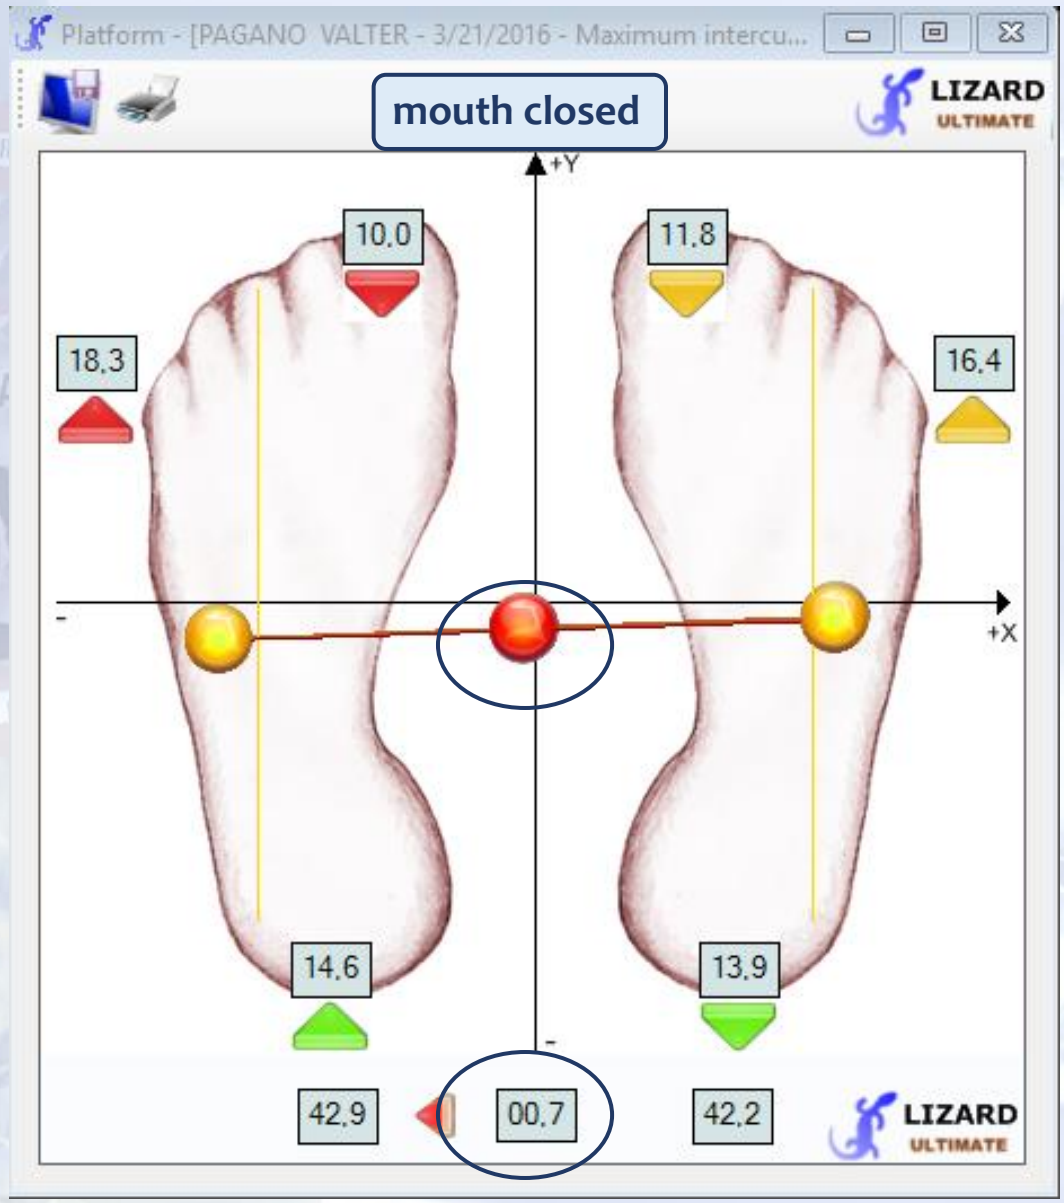 Platform - [PAGANO VALTER - 3/21/2016 - Maximum intercu...
mouth closed
LIZARD
ULTIMATE
+Y
10,0
11,8
18,3
16,4
-
+X
14,6
13,9
-
42,9
00,7
42,2
LIZARD
ULTIMATE